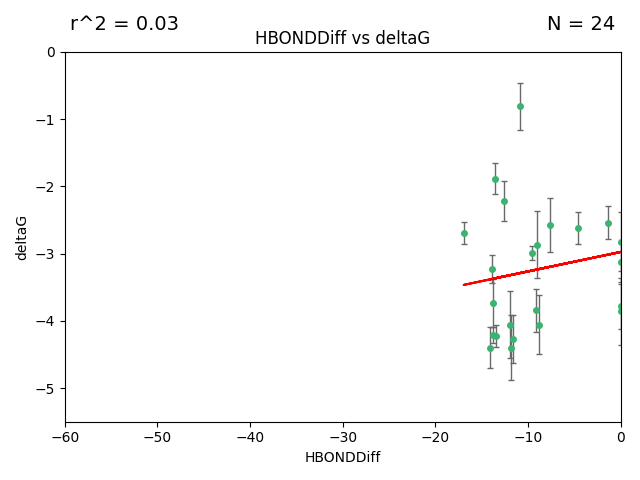 r^2 = 0.03
N = 24
HBONDDiff vs deltaG
0
−1
−2
−3
−4
−5
deltaG
−60
−50
−40
−30
−20
−10
0
HBONDDiff